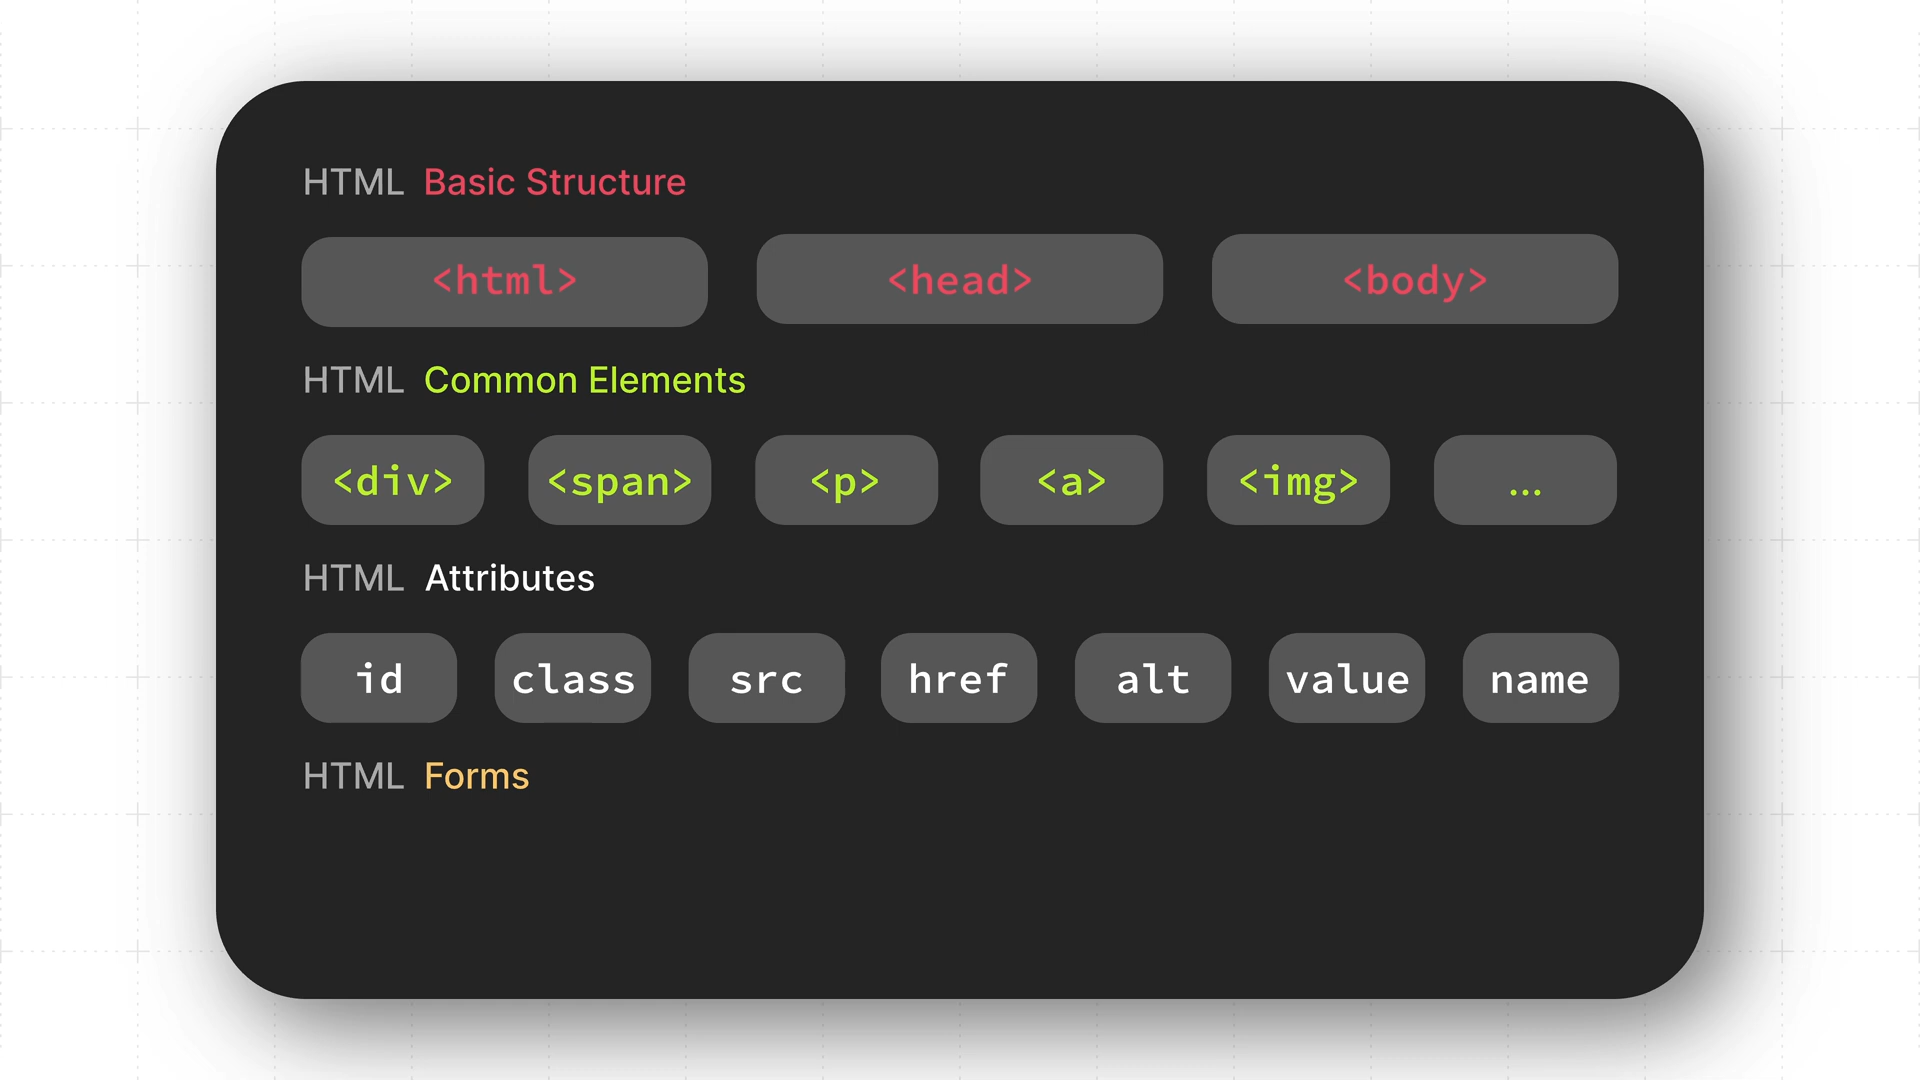 HTML Basic Structure
<html> <head> <body>
HTML Common Elements
<div> <span> <p> <a> <img> ...
HTML Attributes
id class src href alt value name
HTML Forms